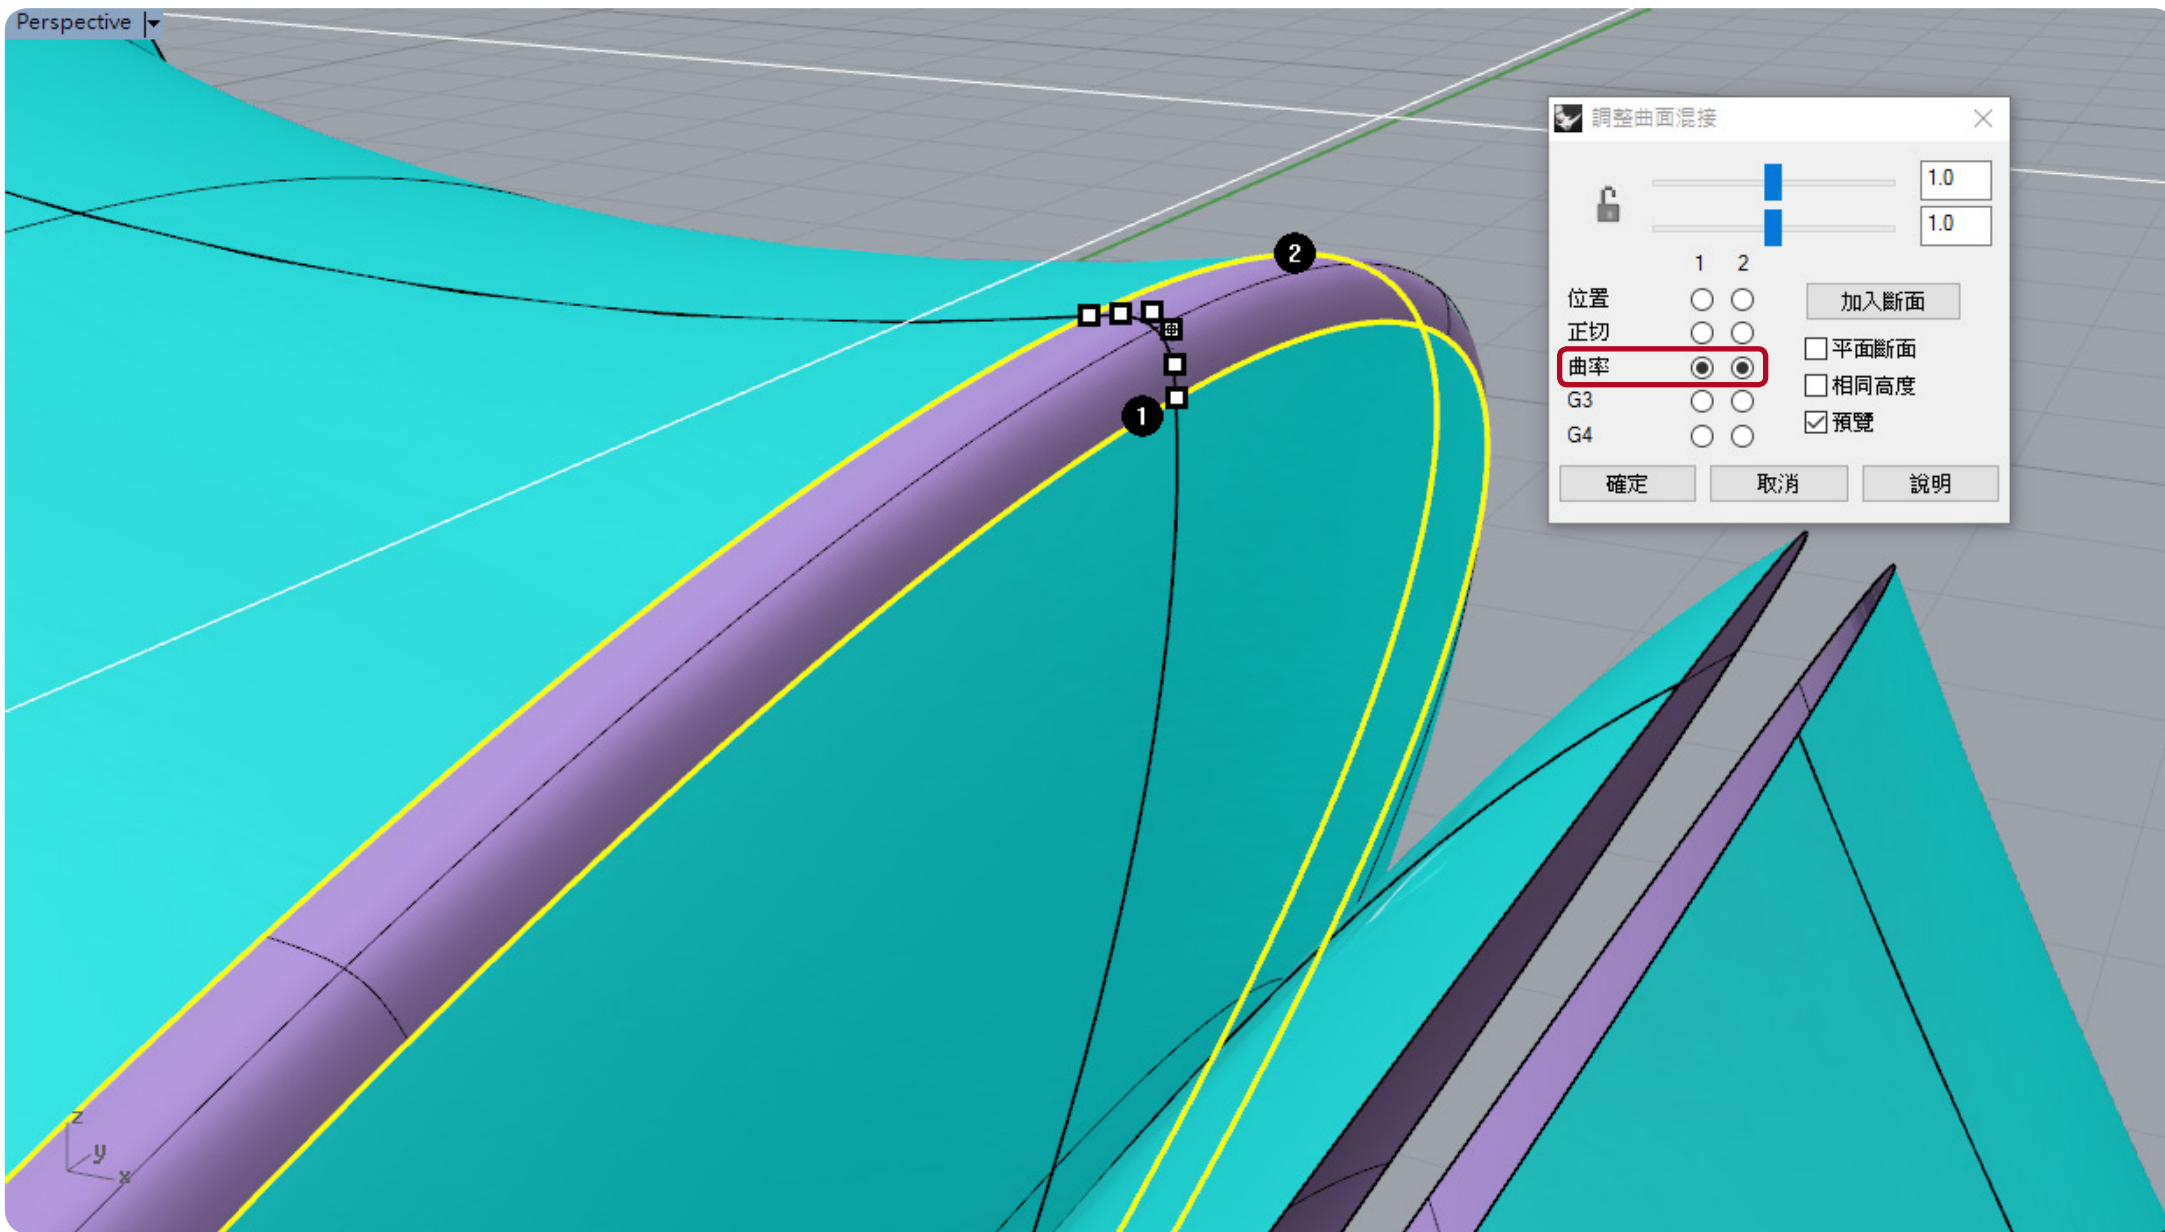 Perspective
調整曲面混接
1.0
1.0
1 2
位置
加入斷面
正切
平面斷面
曲率
相同高度
G3
預覽
G4
確定 取消 說明
2
1
z
y
x